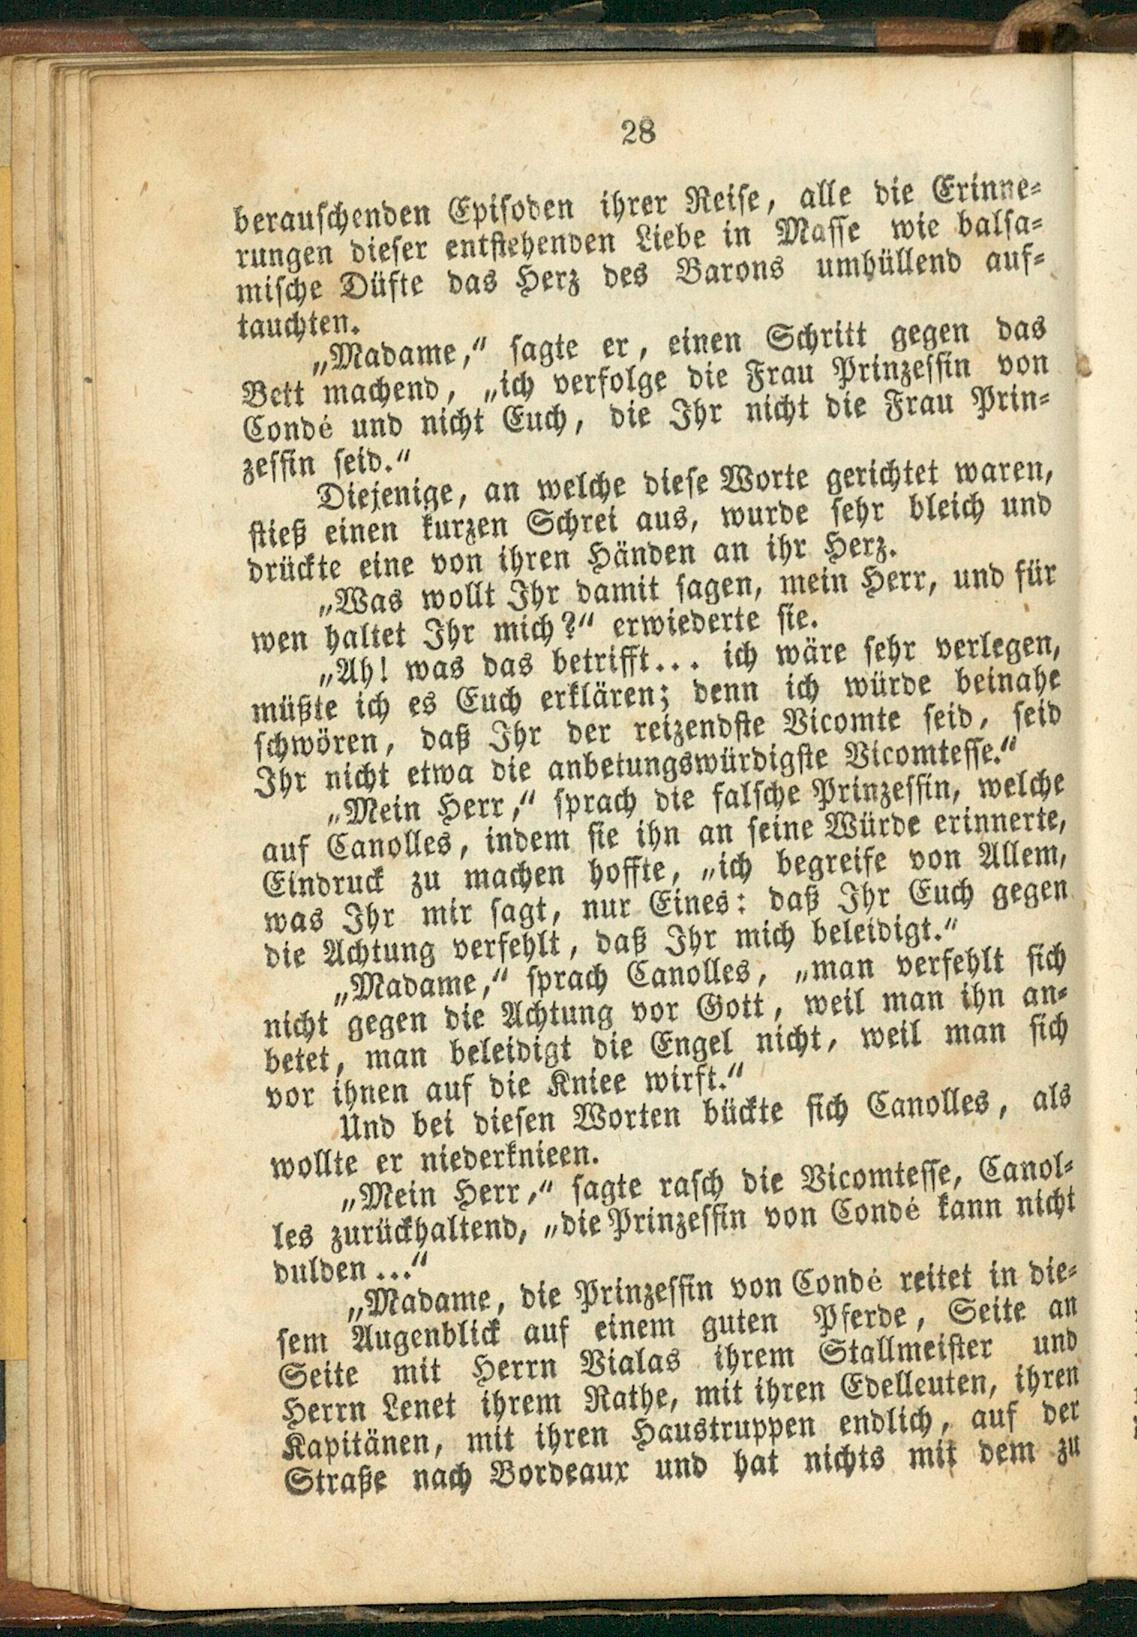 28
berauschenden Episoden ihrer Reise, alle die Erinne-
rungen dieser entstehenden Liebe in Masse wie balsa-
mische Düfte das Herz des Barons umhüllend auf-
tauchten.
„Madame,“ sagte er, einen Schritt gegen das
Bett machend, „ich verfolge die Frau Prinzessin von
Condé und nicht Euch, die Ihr nicht die Frau Prin-
zessin seid.“
Diejenige, an welche diese Worte gerichtet waren,
stieß einen kurzen Schrei aus, wurde sehr bleich und
drückte eine von ihren Händen an ihr Herz.
„Was wollt Ihr damit sagen, mein Herr, und für
wen haltet Ihr mich?“ erwiederte sie.
„Ah! was das betrifft... ich wäre sehr verlegen,
müßte ich es Euch erklären; denn ich würde beinahe
schwören, daß Ihr der reizendste Vicomte seid, seid
Ihr nicht etwa die anbetungswürdigste Vicomtesse.“
„Mein Herr,“ sprach die falsche Prinzessin, welche
auf Canolles, indem sie ihn an seine Würde erinnerte,
Eindruck zu machen hoffte, „ich begreife von Allem,
was Ihr mir sagt, nur Eines: daß Ihr Euch gegen
die Achtung verfehlt, daß Ihr mich beleidigt.“
„Madame,“ sprach Canolles, „man verfehlt sich
nicht gegen die Achtung vor Gott, weil man ihn an-
betet, man beleidigt die Engel nicht, weil man sich
vor ihnen auf die Kniee wirft.“
Und bei diesen Worten bückte sich Canolles, als
wollte er niederknieen.
„Mein Herr,“ sagte rasch die Vicomtesse, Canol-
les zurückhaltend, „die Prinzessin von Condé kann nicht
dulden...“
„Madame, die Prinzessin von Condé reitet in die-
sem Augenblick auf einem guten Pferde, Seite an
Seite mit Herrn Vialas ihrem Stallmeister und
Herrn Lenet ihrem Rathe, mit ihren Edelleuten, ihren
Kapitänen, mit ihren Haustruppen endlich, auf der
Straße nach Bordeaux und hat nichts mit dem zu